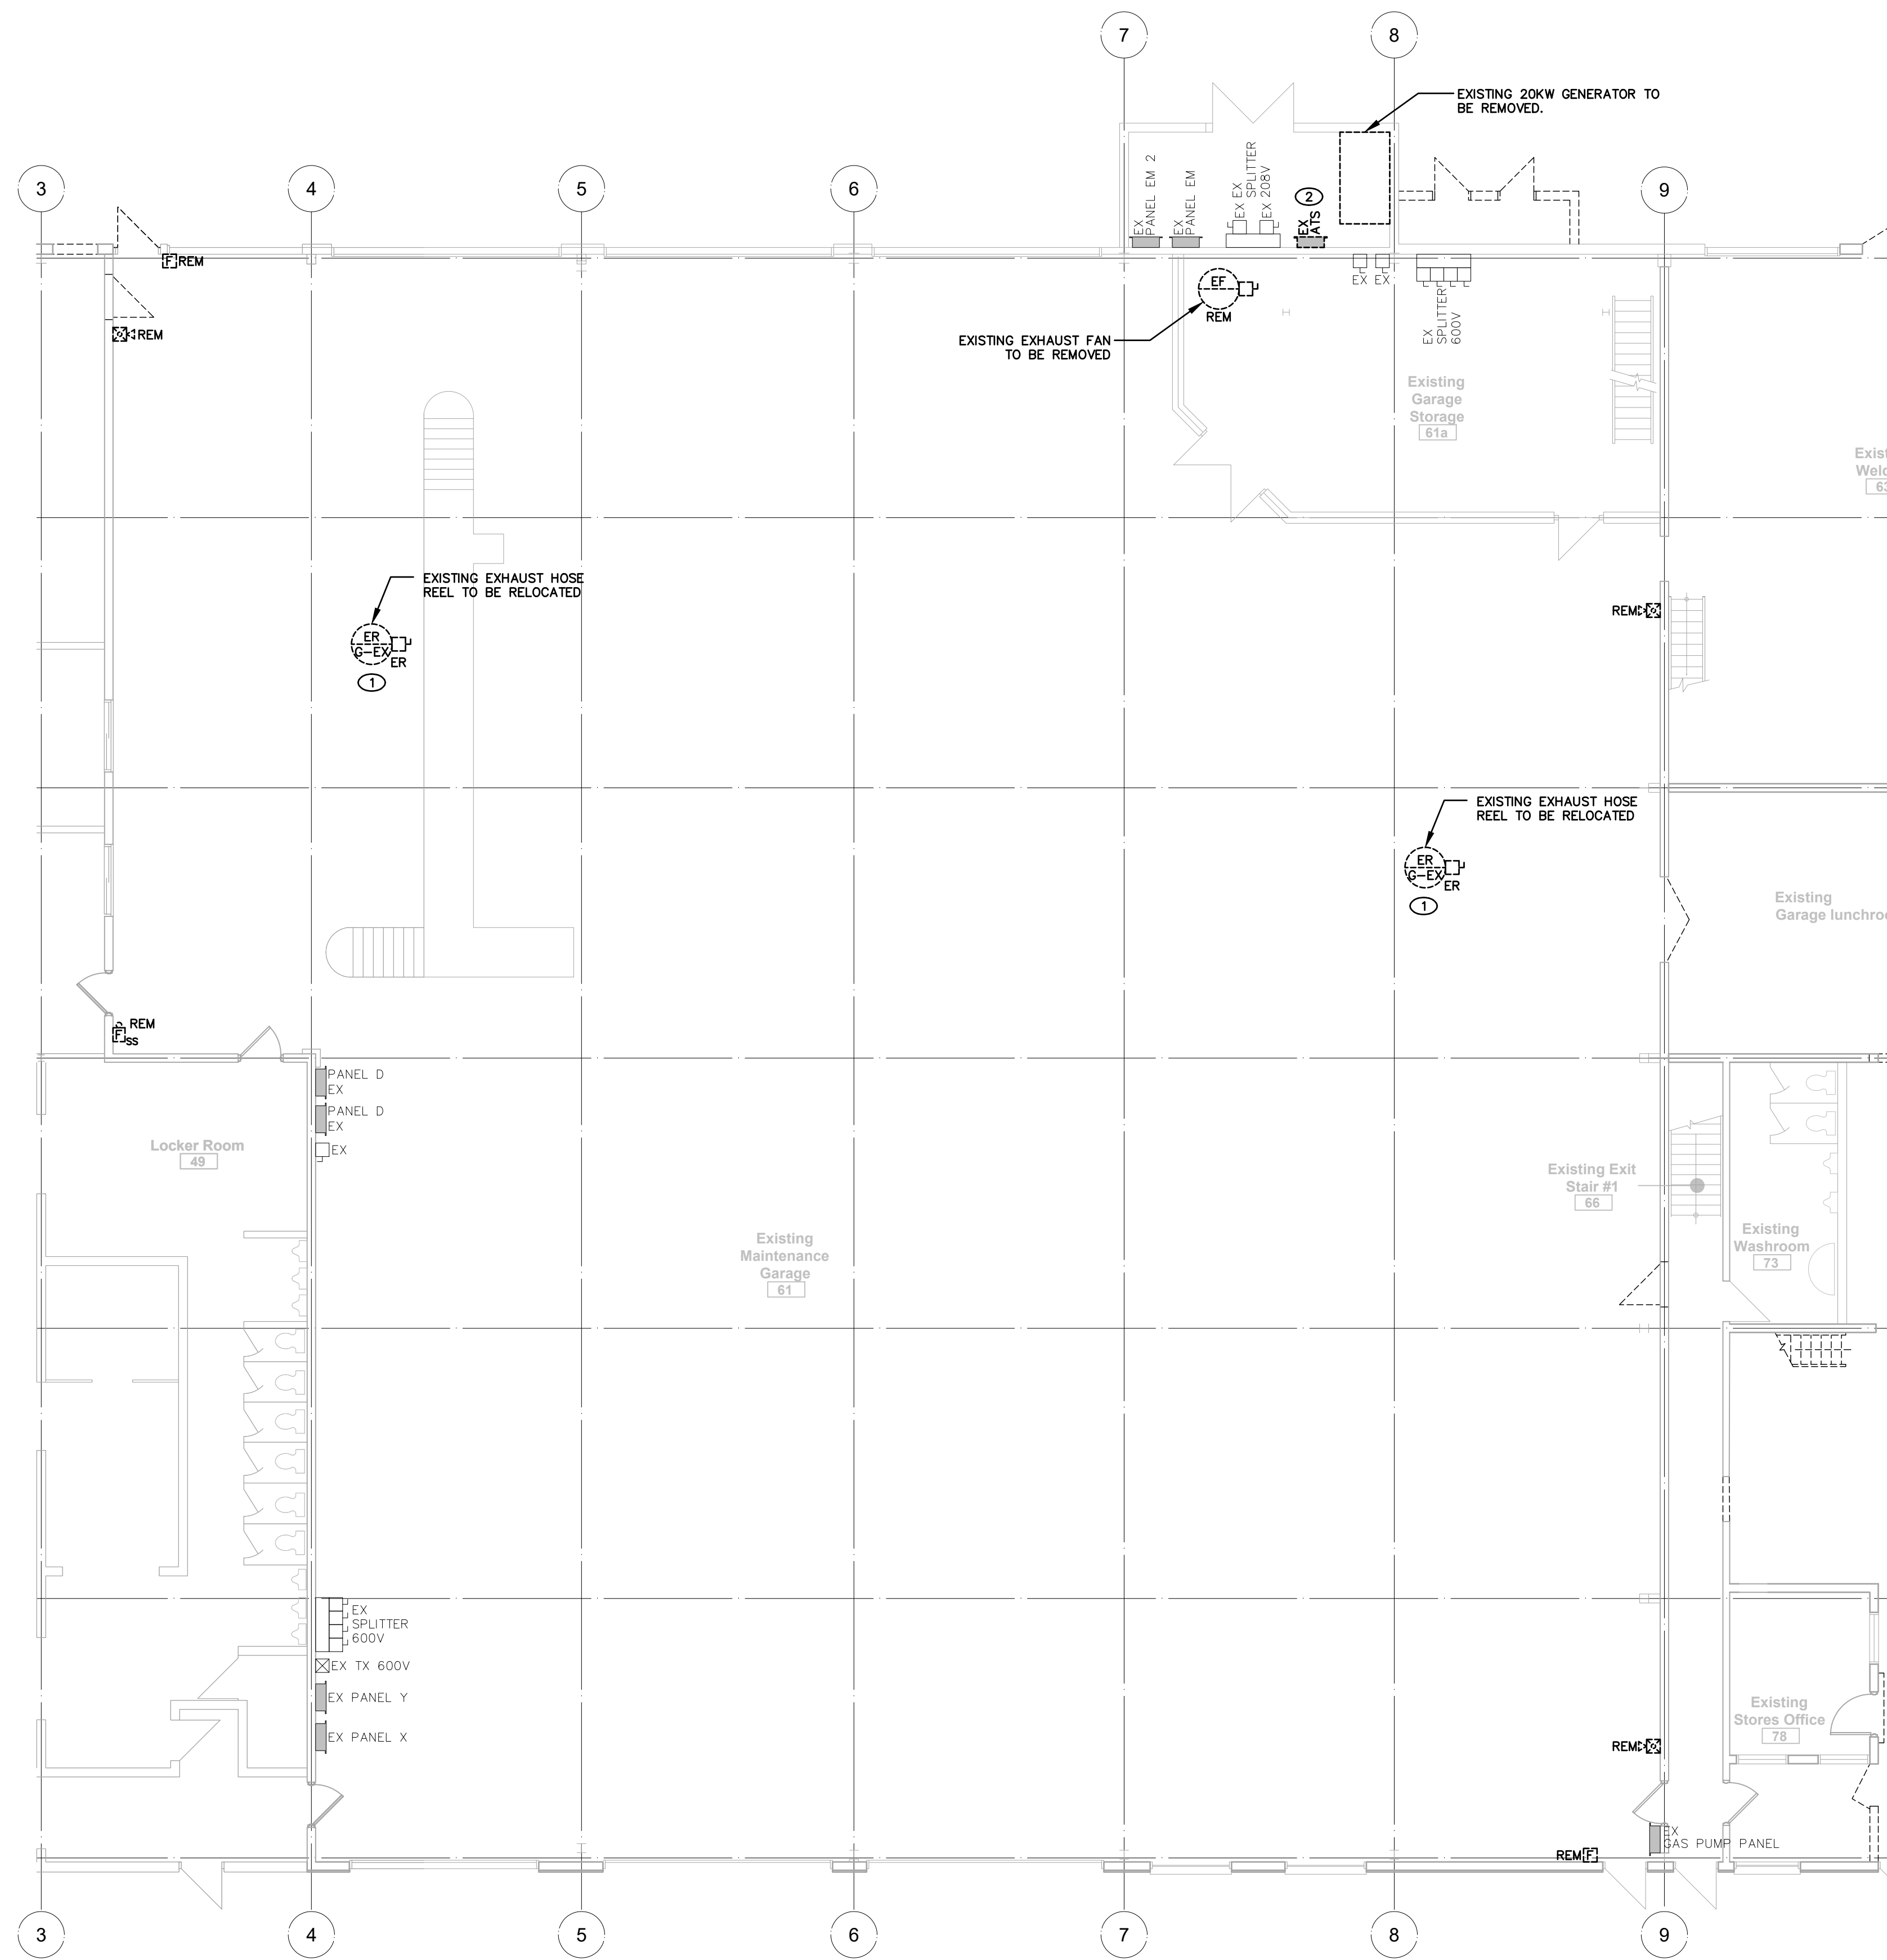 7
8
EXISTING 20KW GENERATOR TO
BE REMOVED.
3
4
5
6
9
EX
PANEL EM 2
EX
PANEL EM
EX EX
SPLITTER
EX 208V
2
EX
ATS
F REM
REM
EF
REM
EXISTING EXHAUST FAN
TO BE REMOVED
EX EX
EX
SPLITTER
600V
Existing
Garage
Storage
61a
EXISTING EXHAUST HOSE
REEL TO BE RELOCATED
ER
G-EX
ER
1
REM
EXISTING EXHAUST HOSE
REEL TO BE RELOCATED
ER
G-EX
ER
1
Existing
Garage
REM
F SS
PANEL D
EX
PANEL D
EX
EX
Locker Room
49
Existing Exit
Stair #1
66
Existing
Washroom
73
Existing
Maintenance
Garage
61
EX
SPLITTER
600V
EX TX 600V
EX PANEL Y
EX PANEL X
Existing
Stores Office
78
REM
EX
GAS PUMP PANEL
REM F
3
4
5
6
7
8
9